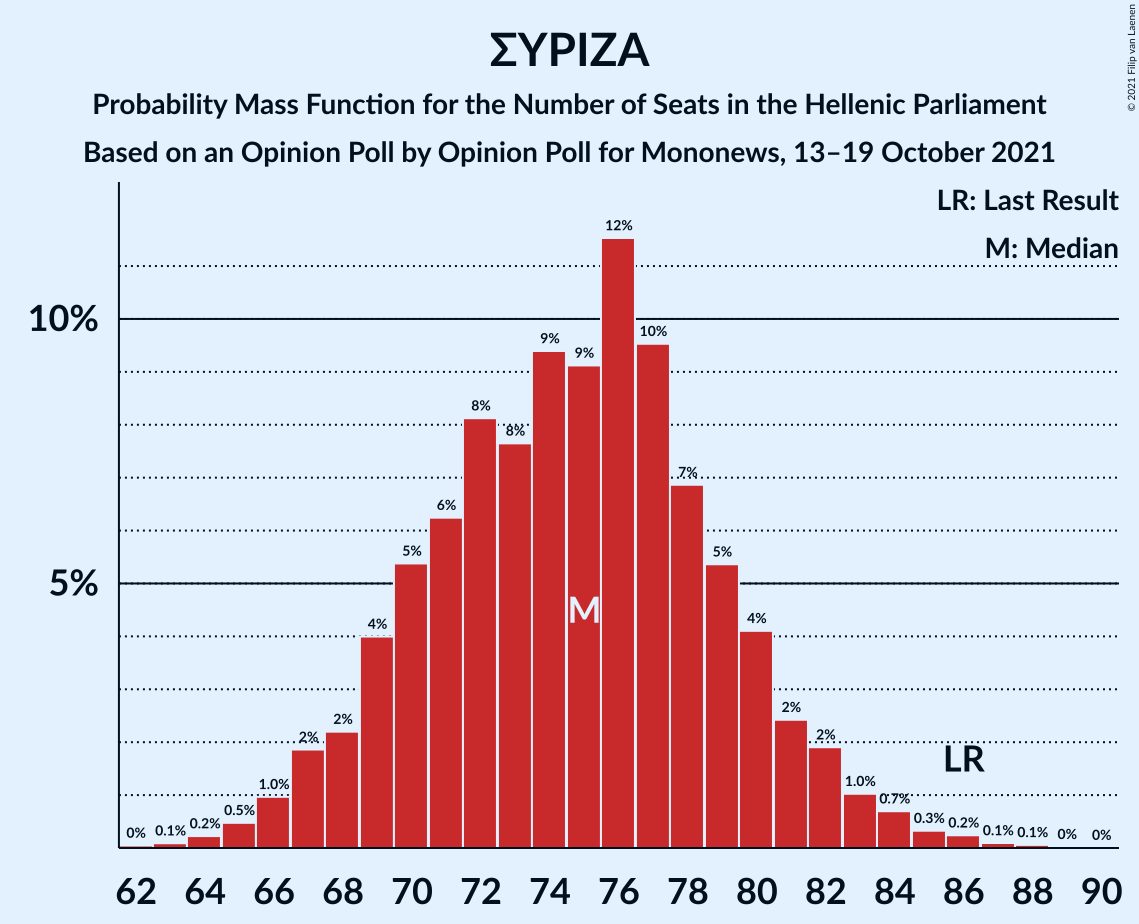 © 2021 Filip van Laenen
ΣΥΡΙΖΑ
Probability Mass Function for the Number of Seats in the Hellenic Parliament
Based on an Opinion Poll by Opinion Poll for Mononews, 13–19 October 2021
LR: Last Result
M: Median
10%
5%
0% 0.1% 0.2% 0.5% 1.0% 2% 2% 4% 5% 6% 8% 8% 9% 9% 12% 10% 7% 5% 4% 2% 2% 1.0% 0.7% 0.3% 0.2% 0.1% 0.1% 0% 0%
M
LR
62 64 66 68 70 72 74 76 78 80 82 84 86 88 90